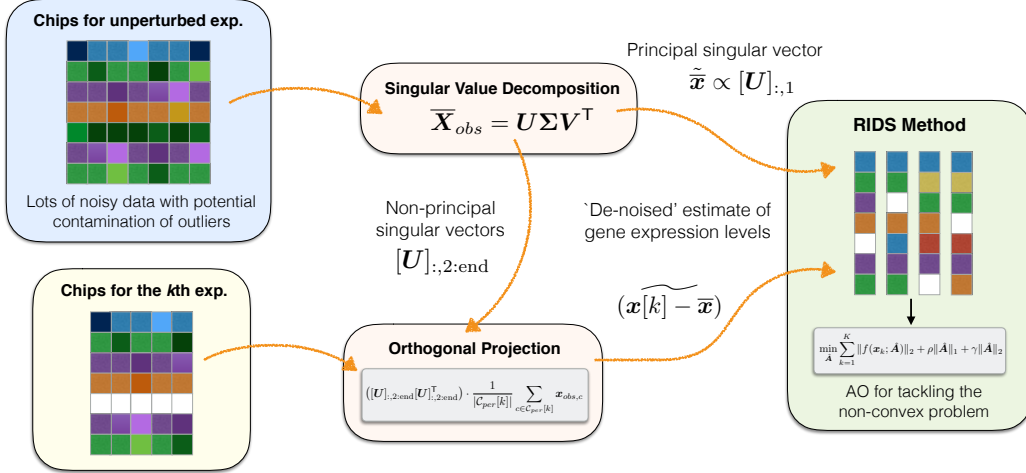 Chips for unperturbed exp.
Lots of noisy data with potential
contamination of outliers
Chips for the kth exp.
Singular Value Decomposition
X̅_obs = UΣV^T
Principal singular vector
x̃̅ ∝ [U]_{:,1}
Non-principal
singular vectors
[U]_{:,2:end}
`De-noised' estimate of
gene expression levels
(x[k] − x̅)~
Orthogonal Projection
([U]_{:,2:end}[U]^T_{:,2:end}) · 1/|C_per[k]| ∑_{c∈C_per[k]} x_{obs,c}
RIDS Method
min_Ã ∑_{k=1}^{K} ‖f(x_k; Ã)‖_2 + ρ‖Ã‖_1 + γ‖Ã‖_2
AO for tackling the
non-convex problem